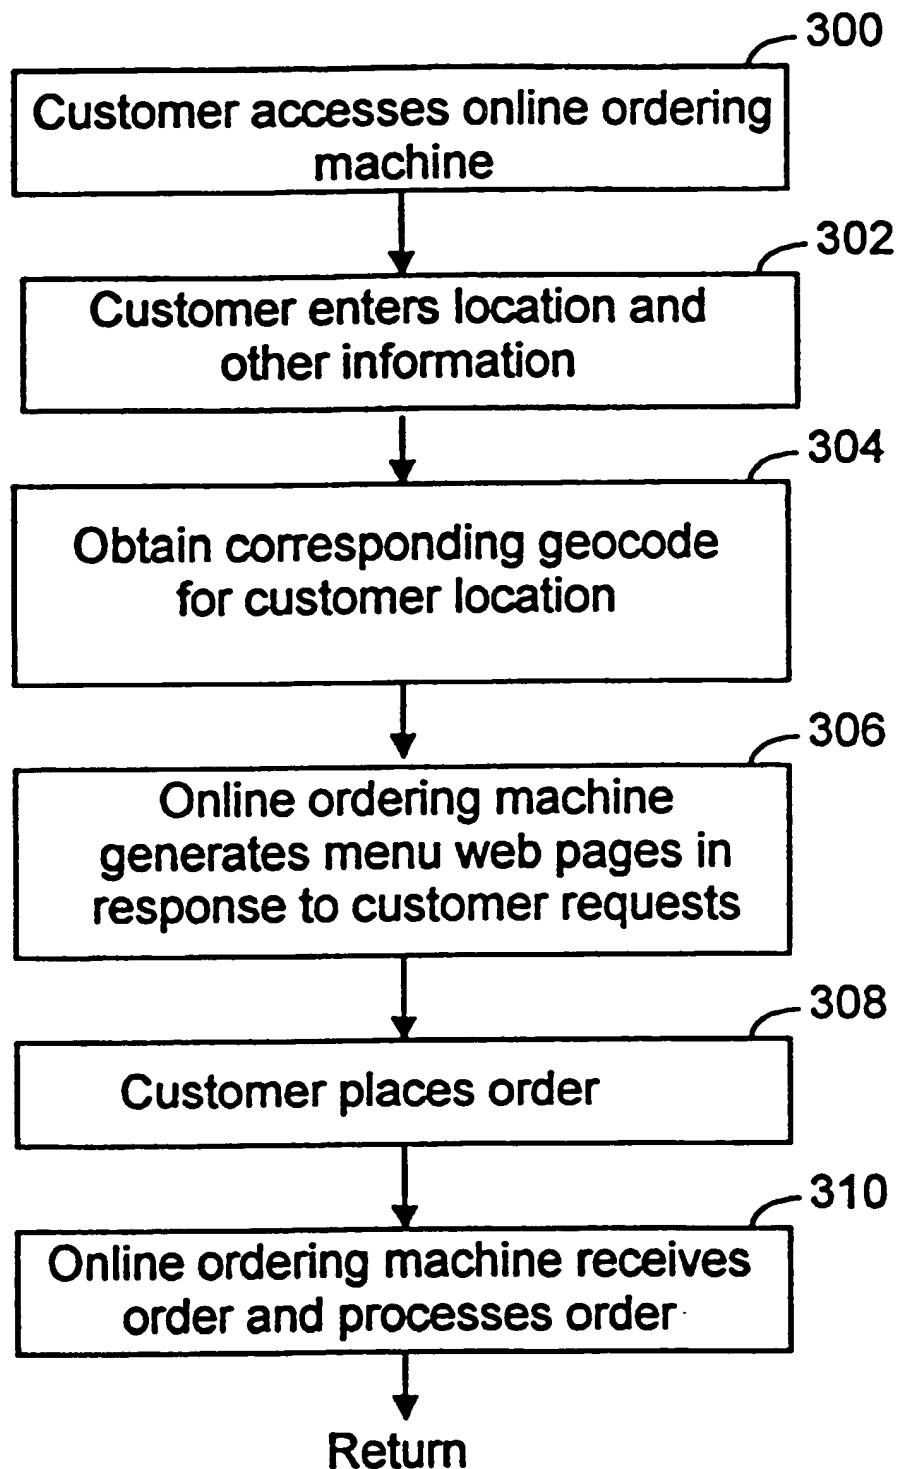 300
Customer accesses online ordering
machine
302
Customer enters location and
other information
304
Obtain corresponding geocode
for customer location
306
Online ordering machine
generates menu web pages in
response to customer requests
308
Customer places order
310
Online ordering machine receives
order and processes order
Return